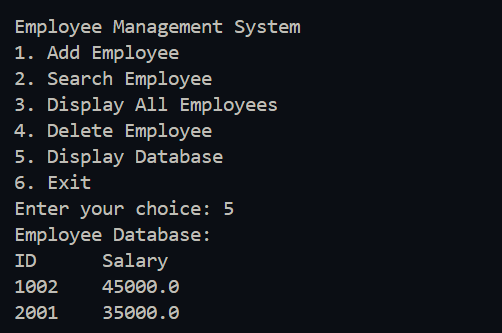 Employee Management System
1. Add Employee
2. Search Employee
3. Display All Employees
4. Delete Employee
5. Display Database
6. Exit
Enter your choice: 5
Employee Database:
ID      Salary
1002    45000.0
2001    35000.0